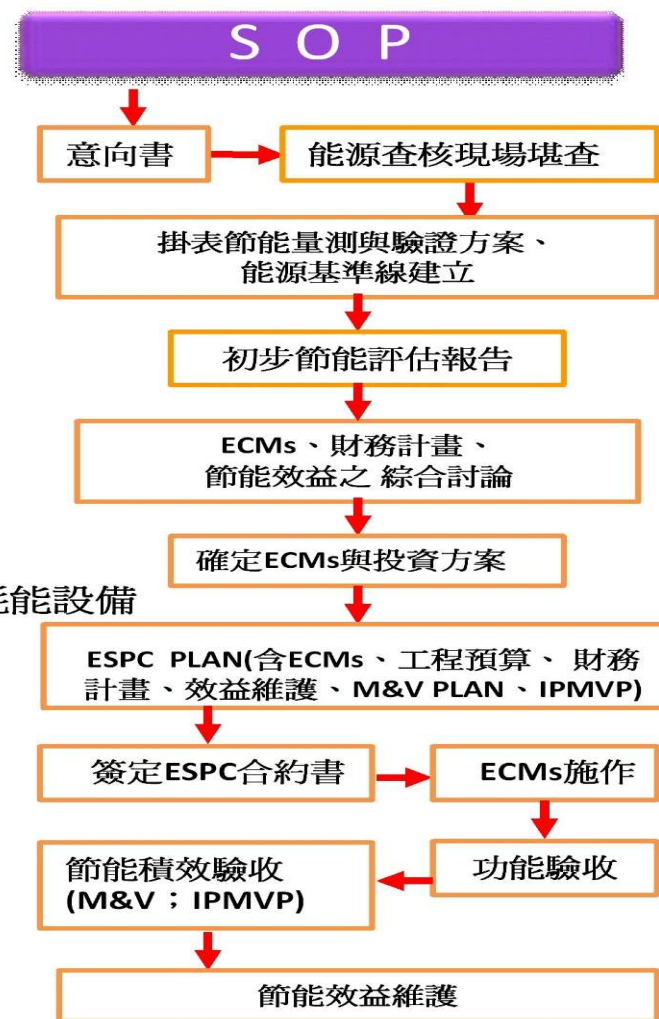 S O P
意向書
能源查核現場堪查
掛表節能量測與驗證方案、
能源基準線建立
初步節能評估報告
ECMs、財務計畫、
節能效益之 綜合討論
確定ECMs與投資方案
能設備
ESPC PLAN(含ECMs、工程預算、 財務
計畫、效益維護、M&V PLAN、IPMVP)
簽定ESPC合約書
ECMs施作
功能驗收
節能積效驗收
(M&V；IPMVP)
節能效益維護